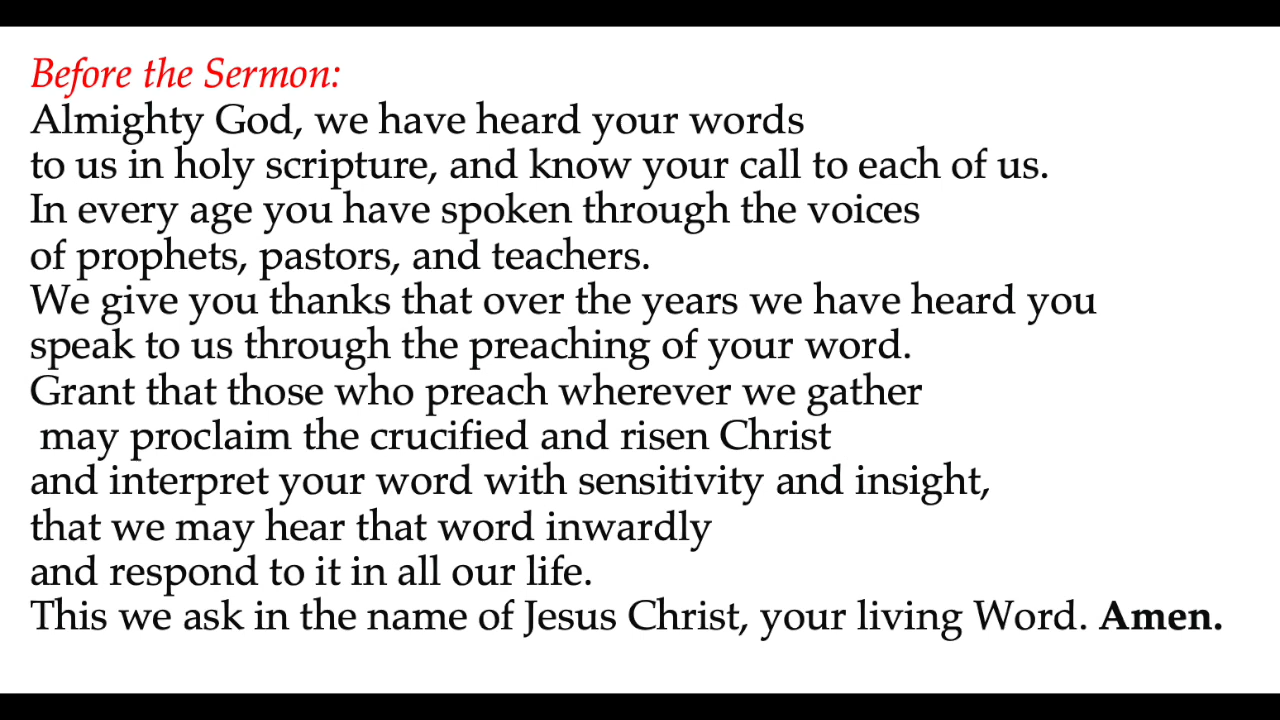 Before the Sermon:
Almighty God, we have heard your words
to us in holy scripture, and know your call to each of us.
In every age you have spoken through the voices
of prophets, pastors, and teachers.
We give you thanks that over the years we have heard you
speak to us through the preaching of your word.
Grant that those who preach wherever we gather
may proclaim the crucified and risen Christ
and interpret your word with sensitivity and insight,
that we may hear that word inwardly
and respond to it in all our life.
This we ask in the name of Jesus Christ, your living Word. Amen.